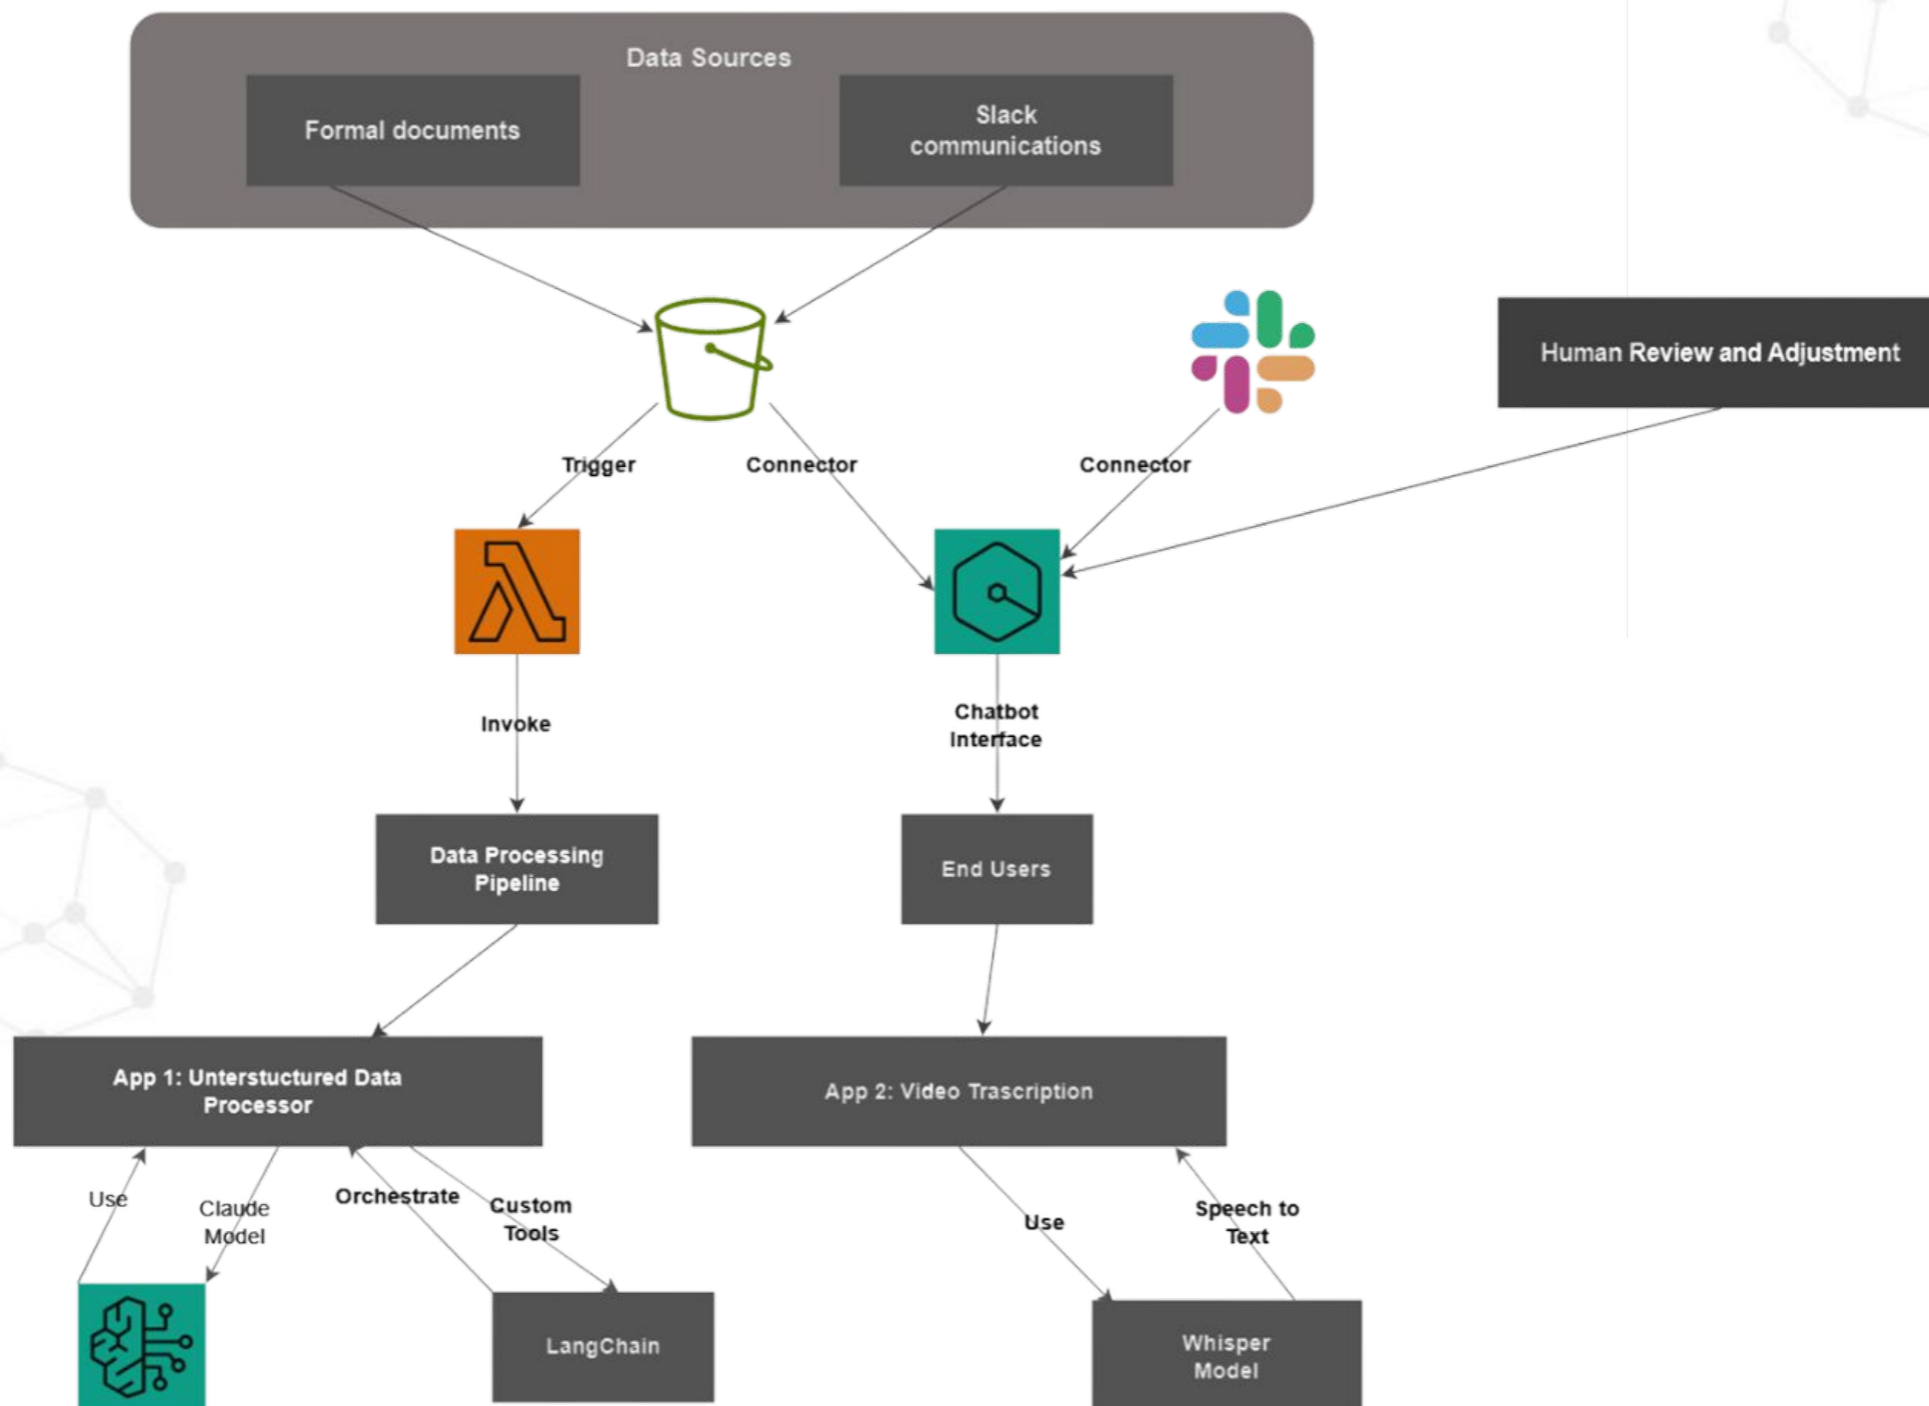 Data Sources
Formal documents
Slack
communications
Human Review and Adjustment
Trigger
Connector
Connector
Invoke
Chatbot
Interface
Data Processing
Pipeline
End Users
App 1: Unterstuctured Data
Processor
App 2: Video Trascription
Use
Claude
Model
Orchestrate
Custom
Tools
Use
Speech to
Text
LangChain
Whisper
Model